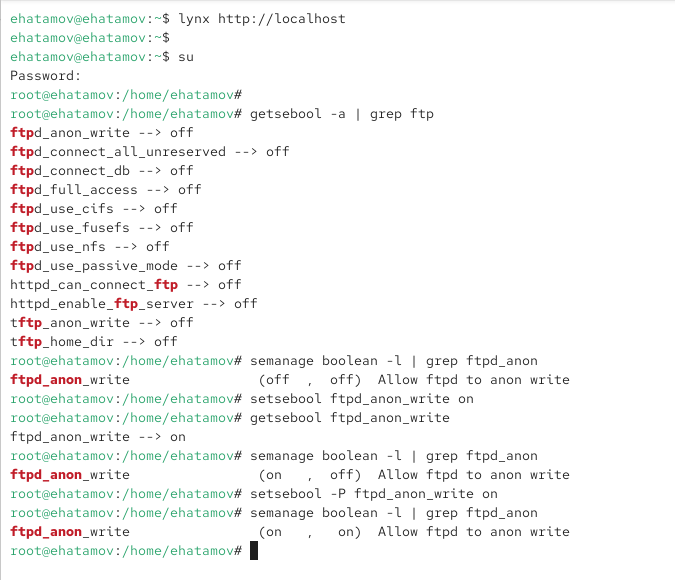 ehatamov@ehatamov:~$ lynx http://localhost
ehatamov@ehatamov:~$
ehatamov@ehatamov:~$ su
Password:
root@ehatamov:/home/ehatamov#
root@ehatamov:/home/ehatamov# getsebool -a | grep ftp
ftpd_anon_write --> off
ftpd_connect_all_unreserved --> off
ftpd_connect_db --> off
ftpd_full_access --> off
ftpd_use_cifs --> off
ftpd_use_fusefs --> off
ftpd_use_nfs --> off
ftpd_use_passive_mode --> off
httpd_can_connect_ftp --> off
httpd_enable_ftp_server --> off
tftp_anon_write --> off
tftp_home_dir --> off
root@ehatamov:/home/ehatamov# semanage boolean -l | grep ftpd_anon
ftpd_anon_write                (off  ,  off)  Allow ftpd to anon write
root@ehatamov:/home/ehatamov# setsebool ftpd_anon_write on
root@ehatamov:/home/ehatamov# getsebool ftpd_anon_write
ftpd_anon_write --> on
root@ehatamov:/home/ehatamov# semanage boolean -l | grep ftpd_anon
ftpd_anon_write                (on   ,  off)  Allow ftpd to anon write
root@ehatamov:/home/ehatamov# setsebool -P ftpd_anon_write on
root@ehatamov:/home/ehatamov# semanage boolean -l | grep ftpd_anon
ftpd_anon_write                (on   ,   on)  Allow ftpd to anon write
root@ehatamov:/home/ehatamov#